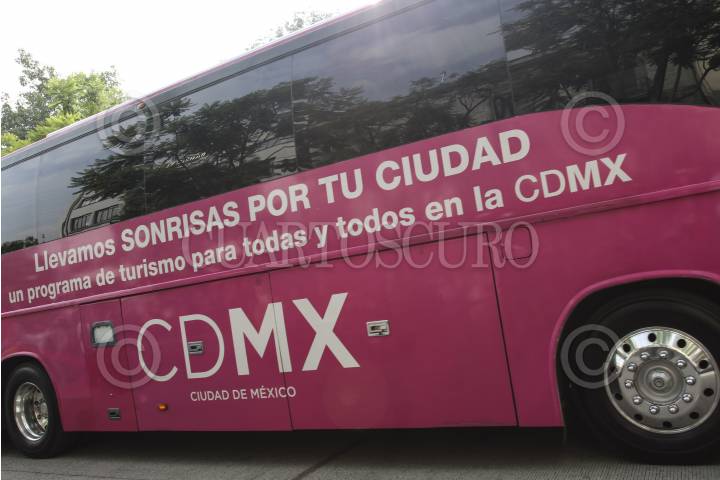 Llevamos SONRISAS POR TU CIUDAD
un programa de turismo para todas y todos en la CDMX
CUARTOSCURO
CDMX
CIUDAD DE MÉXICO